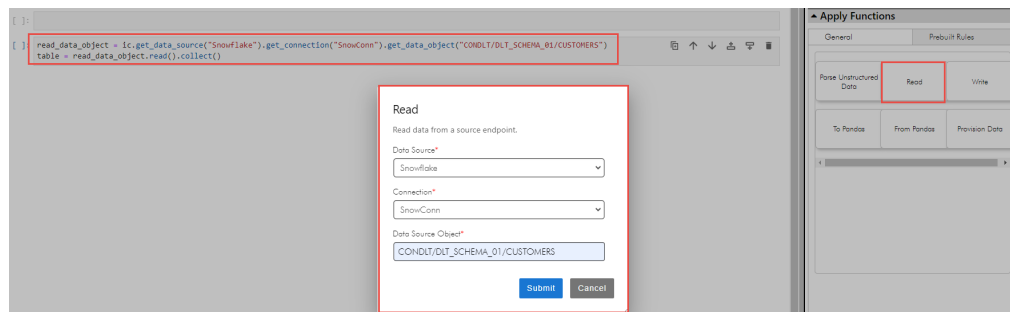 [ ]:
[ ]: read_data_object = ic.get_data_source("Snowflake").get_connection("SnowConn").get_data_object("CONDLT/DLT_SCHEMA_01/CUSTOMERS")
table = read_data_object.read().collect()
Read
Read data from a source endpoint.
Data Source*
Snowflake
Connection*
SnowConn
Data Source Object*
CONDLT/DLT_SCHEMA_01/CUSTOMERS
Submit Cancel
Apply Functions
General Prebuilt Rules
Parse Unstructured
Data
Read
Write
To Pandas
From Pandas
Provision Data